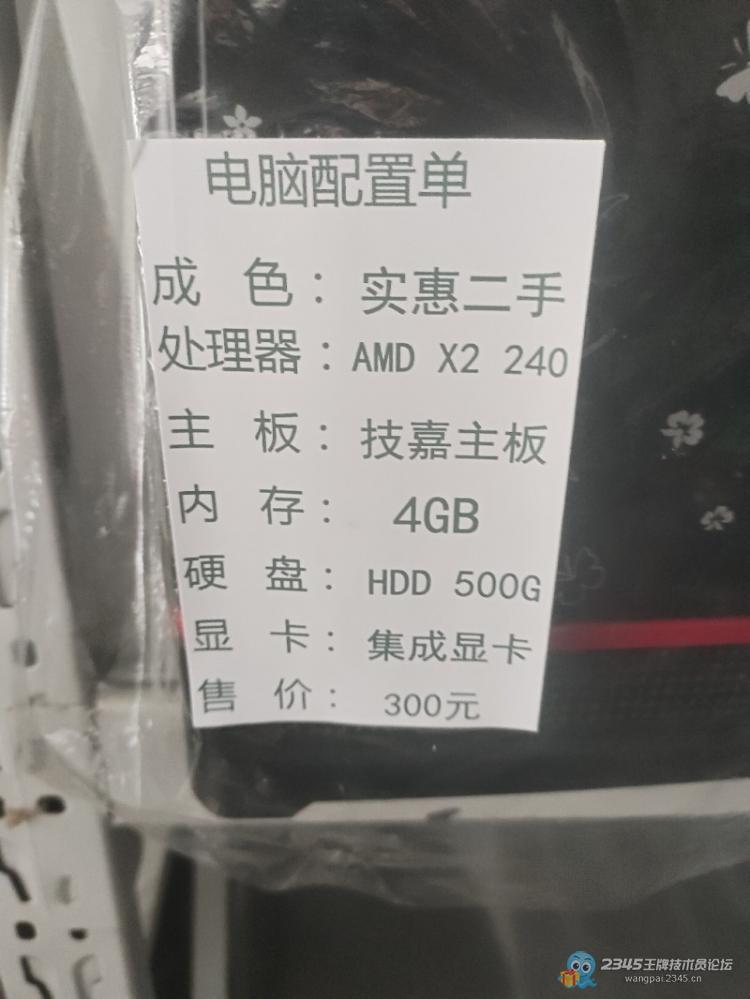 电脑配置单
成 色：实惠二手
处理器：AMD X2 240
主 板：技嘉主板
内 存：4GB
硬 盘：HDD 500G
显 卡：集成显卡
售 价：300元
2345王牌技术员论坛
wangpai.2345.cn